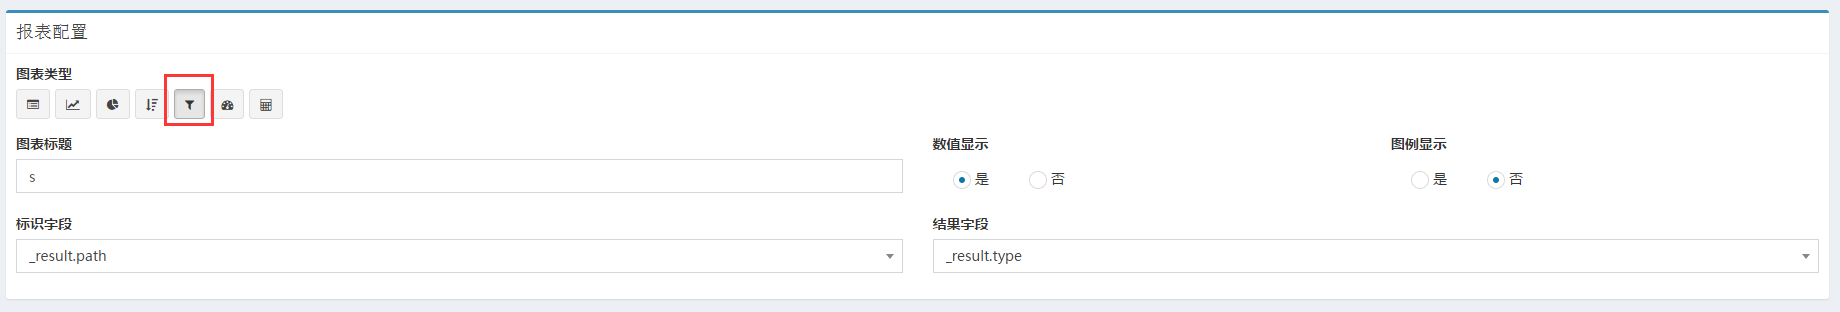 报表配置
图表类型
图表标题
数值显示
图例显示
s
是
否
是
否
标识字段
结果字段
_result.path
_result.type